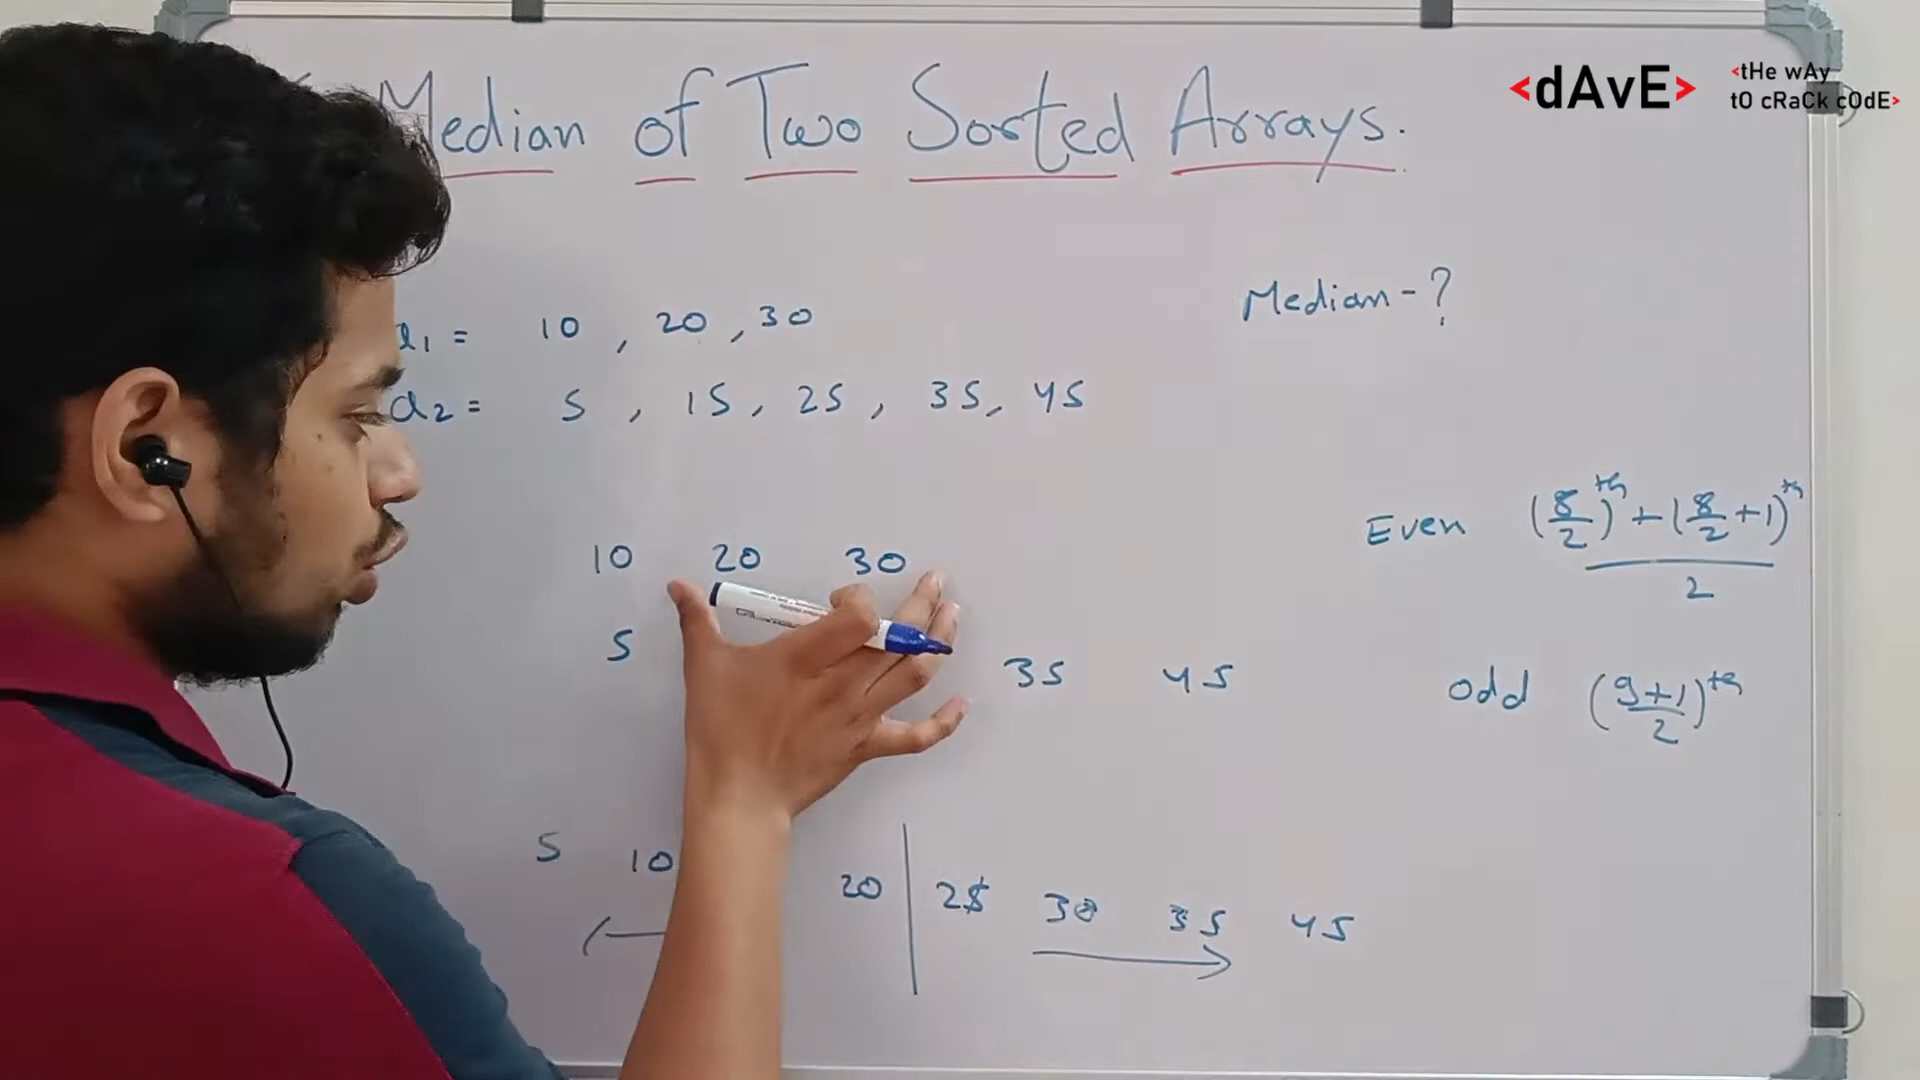 Median of Two Sorted Arrays.
<dAvE>
<tHe wAy
tO cRaCk cOdE>
Median - ?
a1 = 10 , 20 , 30
a2 = 5 , 15 , 25 , 35, 45
Even (8/2)th + (8/2 + 1)th / 2
10 20 30
5 35 45
odd (9+1/2)th
5 10 20 | 25 30 35 45